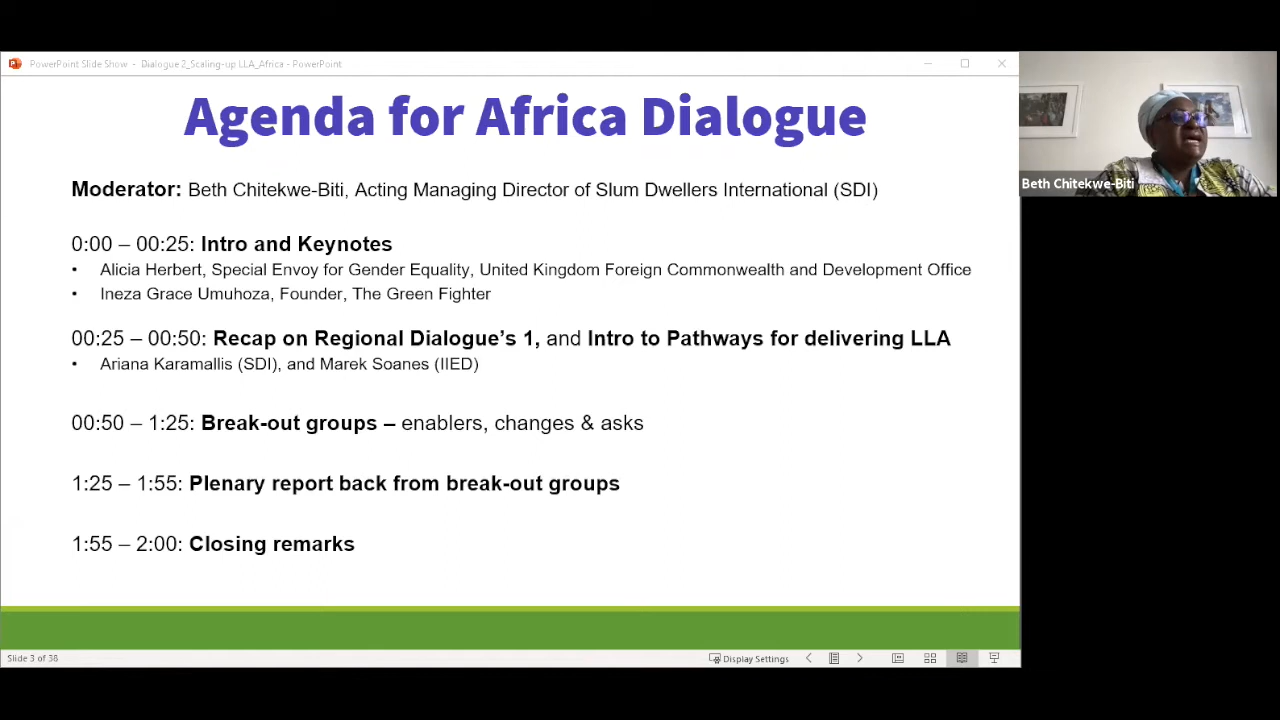 PowerPoint Slide Show - Dialogue 2_Scaling-up LLA_Africa - PowerPoint
Agenda for Africa Dialogue
Moderator: Beth Chitekwe-Biti, Acting Managing Director of Slum Dwellers International (SDI)
0:00 – 00:25: Intro and Keynotes
• Alicia Herbert, Special Envoy for Gender Equality, United Kingdom Foreign Commonwealth and Development Office
• Ineza Grace Umuhoza, Founder, The Green Fighter
00:25 – 00:50: Recap on Regional Dialogue's 1, and Intro to Pathways for delivering LLA
• Ariana Karamallis (SDI), and Marek Soanes (IIED)
00:50 – 1:25: Break-out groups – enablers, changes & asks
1:25 – 1:55: Plenary report back from break-out groups
1:55 – 2:00: Closing remarks
Slide 3 of 38
Display Settings
Beth Chitekwe-Biti